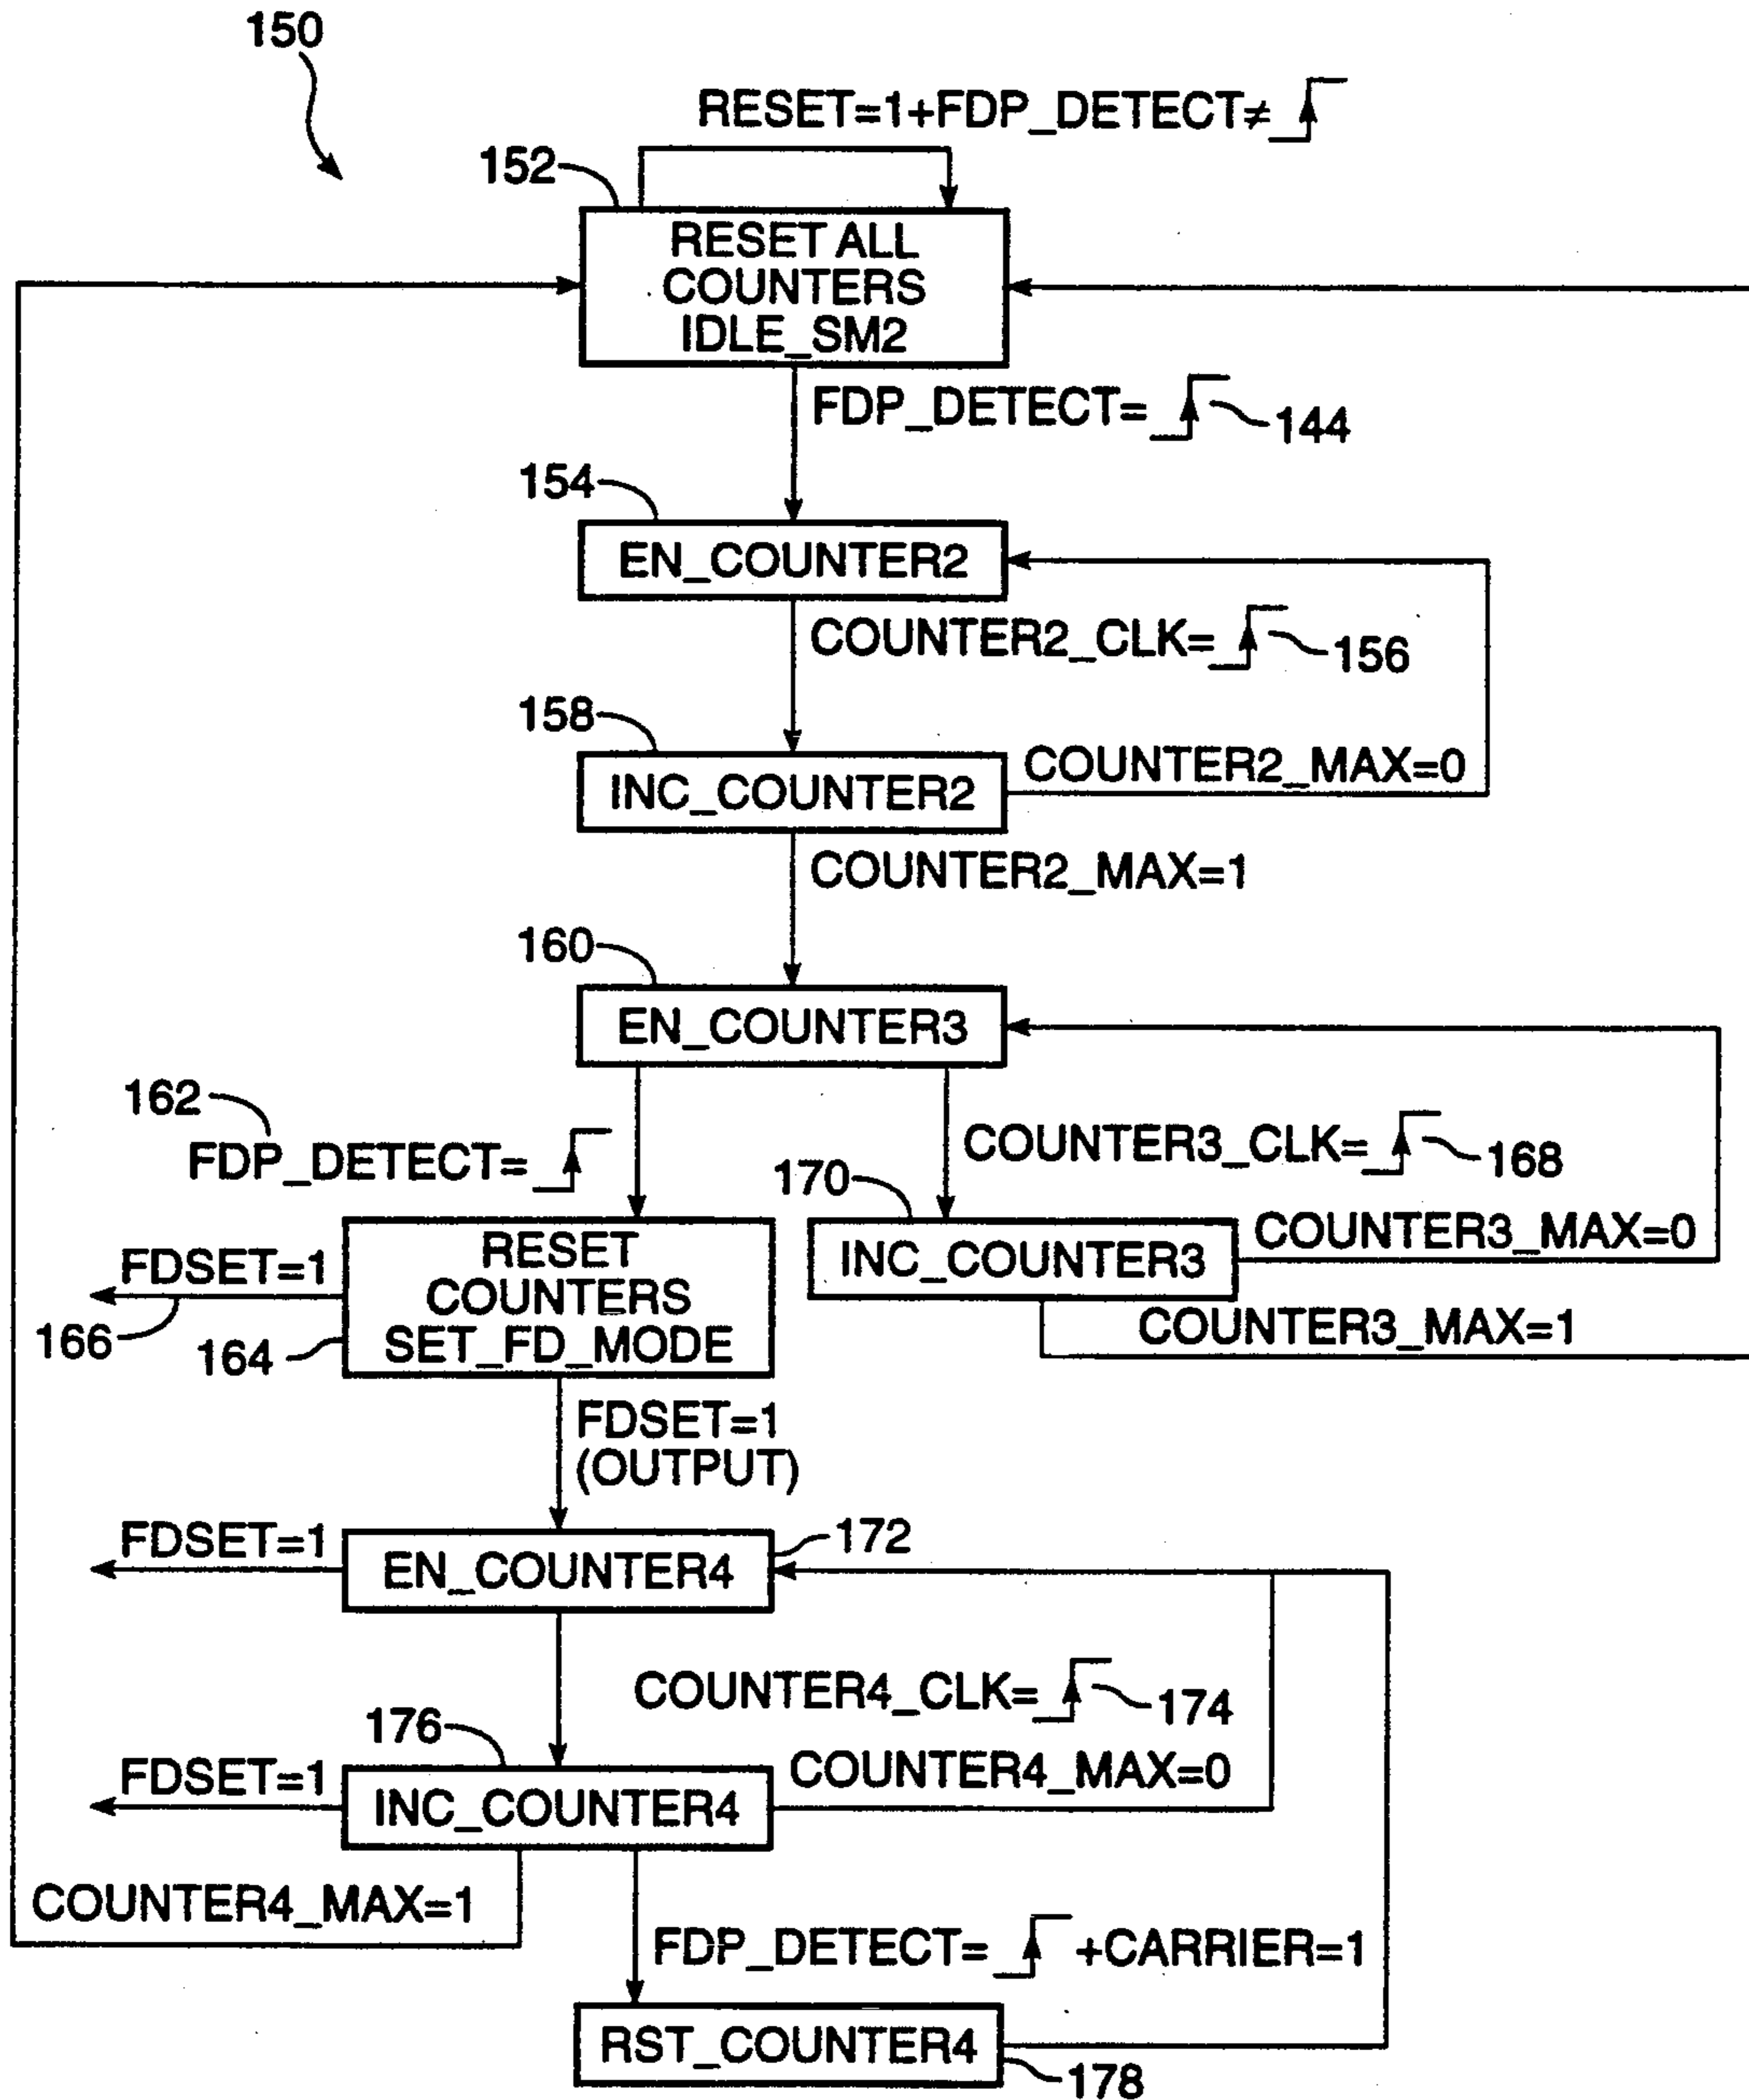 150
RESET=1+FDP_DETECT≠
152
RESET ALL
COUNTERS
IDLE_SM2
FDP_DETECT=
144
154
EN_COUNTER2
COUNTER2_CLK=
156
158
INC_COUNTER2
COUNTER2_MAX=0
COUNTER2_MAX=1
160
EN_COUNTER3
162
FDP_DETECT=
COUNTER3_CLK=
168
170
FDSET=1
166
164
RESET
COUNTERS
SET_FD_MODE
INC_COUNTER3
COUNTER3_MAX=0
COUNTER3_MAX=1
FDSET=1
(OUTPUT)
FDSET=1
EN_COUNTER4
172
COUNTER4_CLK=
174
176
FDSET=1
INC_COUNTER4
COUNTER4_MAX=0
COUNTER4_MAX=1
FDP_DETECT= +CARRIER=1
RST_COUNTER4
178